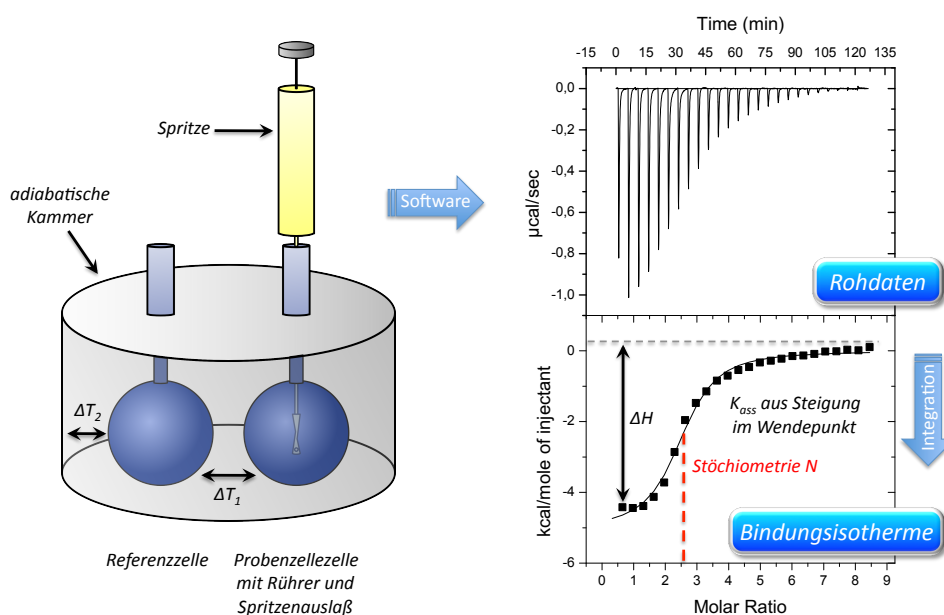 Spritze
adiabatische
Kammer
ΔT2
ΔT1
Referenzzelle
Probenzellezelle
mit Rührer und
Spritzenauslaß
Software
Time (min)
-15 0 15 30 45 60 75 90 105 120 135
0,0
-0,2
-0,4
-0,6
-0,8
-1,0
µcal/sec
Rohdaten
0
-2
-4
-6
kcal/mole of injectant
ΔH
Kass aus Steigung
im Wendepunkt
Stöchiometrie N
Integration
Bindungsisotherme
0 1 2 3 4 5 6 7 8 9
Molar Ratio